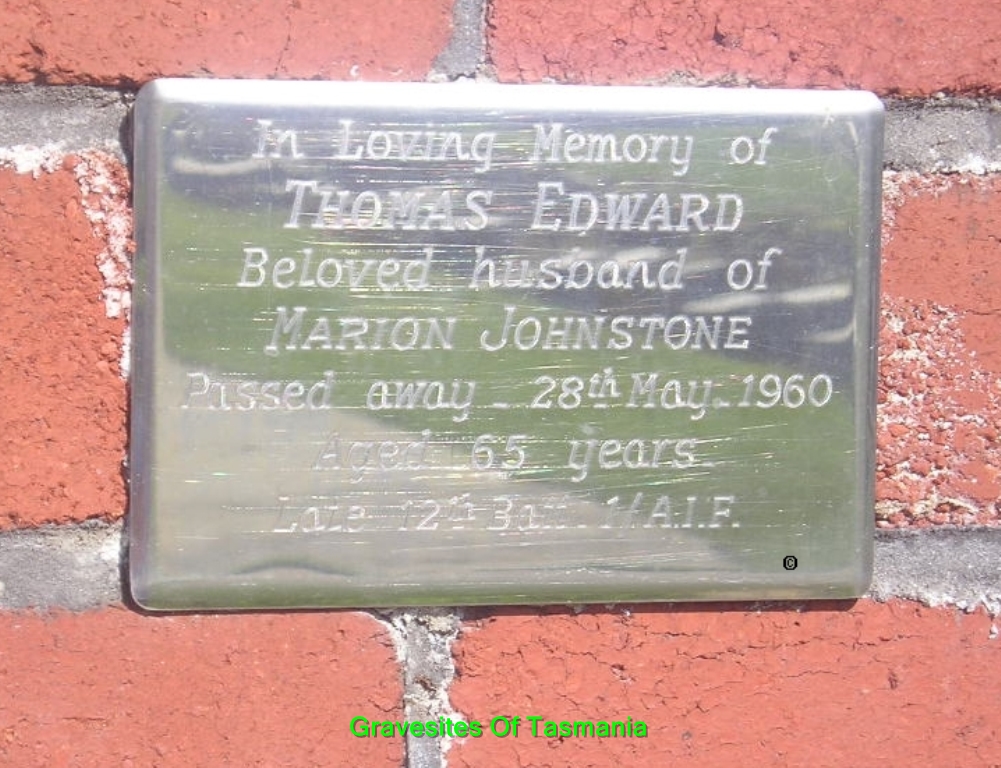 In Loving Memory of
THOMAS EDWARD
Beloved husband of
MARION JOHNSTONE
Passed away - 28th May. 1960
Aged 65 years.
Late 12th Batt. 1/A.I.F.
©
Gravesites Of Tasmania